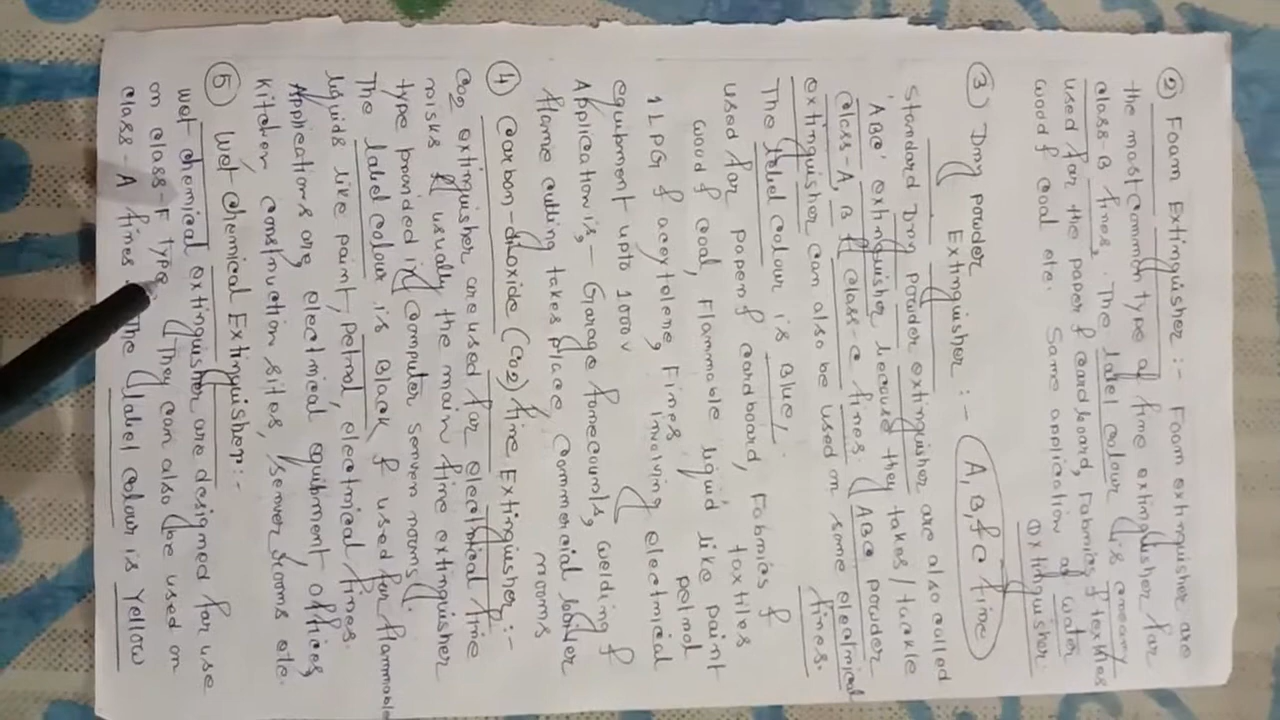 ② Foam Extinguisher :- Foam extinguisher are
the most common type of fire extinguisher for
class-B fires. The label colour is creamy
used for the paper & cardboard, Fabrics & textiles
wood & coal etc. Same application of water
extinguisher.
③ Dry powder
Extinguisher :- A, B, & C fire
Standard Dry powder extinguisher are also called
'ABC' extinguisher because they takes/tackle
class-A, B & class-C fires. ABC powder
extinguisher can also be used on some electrical
fires.
The label colour is Blue.
used for paper & cardboard, Fabrics &
textiles
wood & coal, Flammable liquid like paint
petrol
, LPG & acytelene, Fires involving electrical
equibment upto 1000v
Application is - Garage forecourts, welding &
flame cutting takes place, commercial boiler
rooms
④ Carbon-dioxide (CO2) fire Extinguisher :-
CO2 extinguisher are used for electrical fire
risks & usually the main fire extinguisher
type provided in computer server rooms.
The label colour is Black & used for flammable
liquids like paint, petrol, electrical fires.
Applications are, electrical equibment offices,
Kitchen construction sites, server rooms etc.
⑤ Wet chemical Extinguisher :-
wet chemical extinguisher are designed for use
on class-F type. They can also be used on
class-A fires The label colour is Yellow